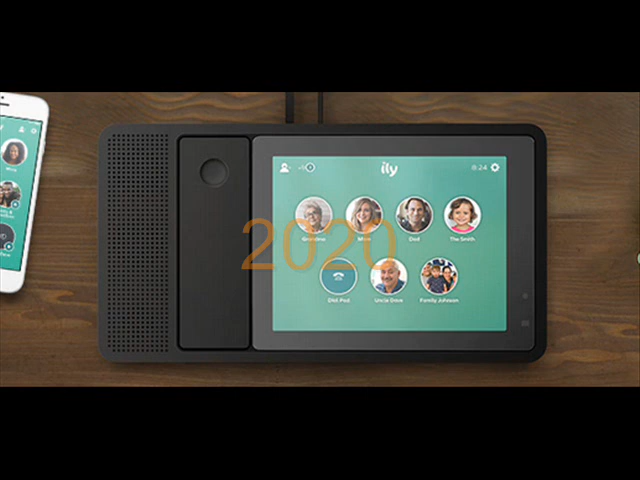 ily
8:24
Grandma
Mom
Dad
The Smith
2020
Dial Pad
Uncle Dave
Family Johnson